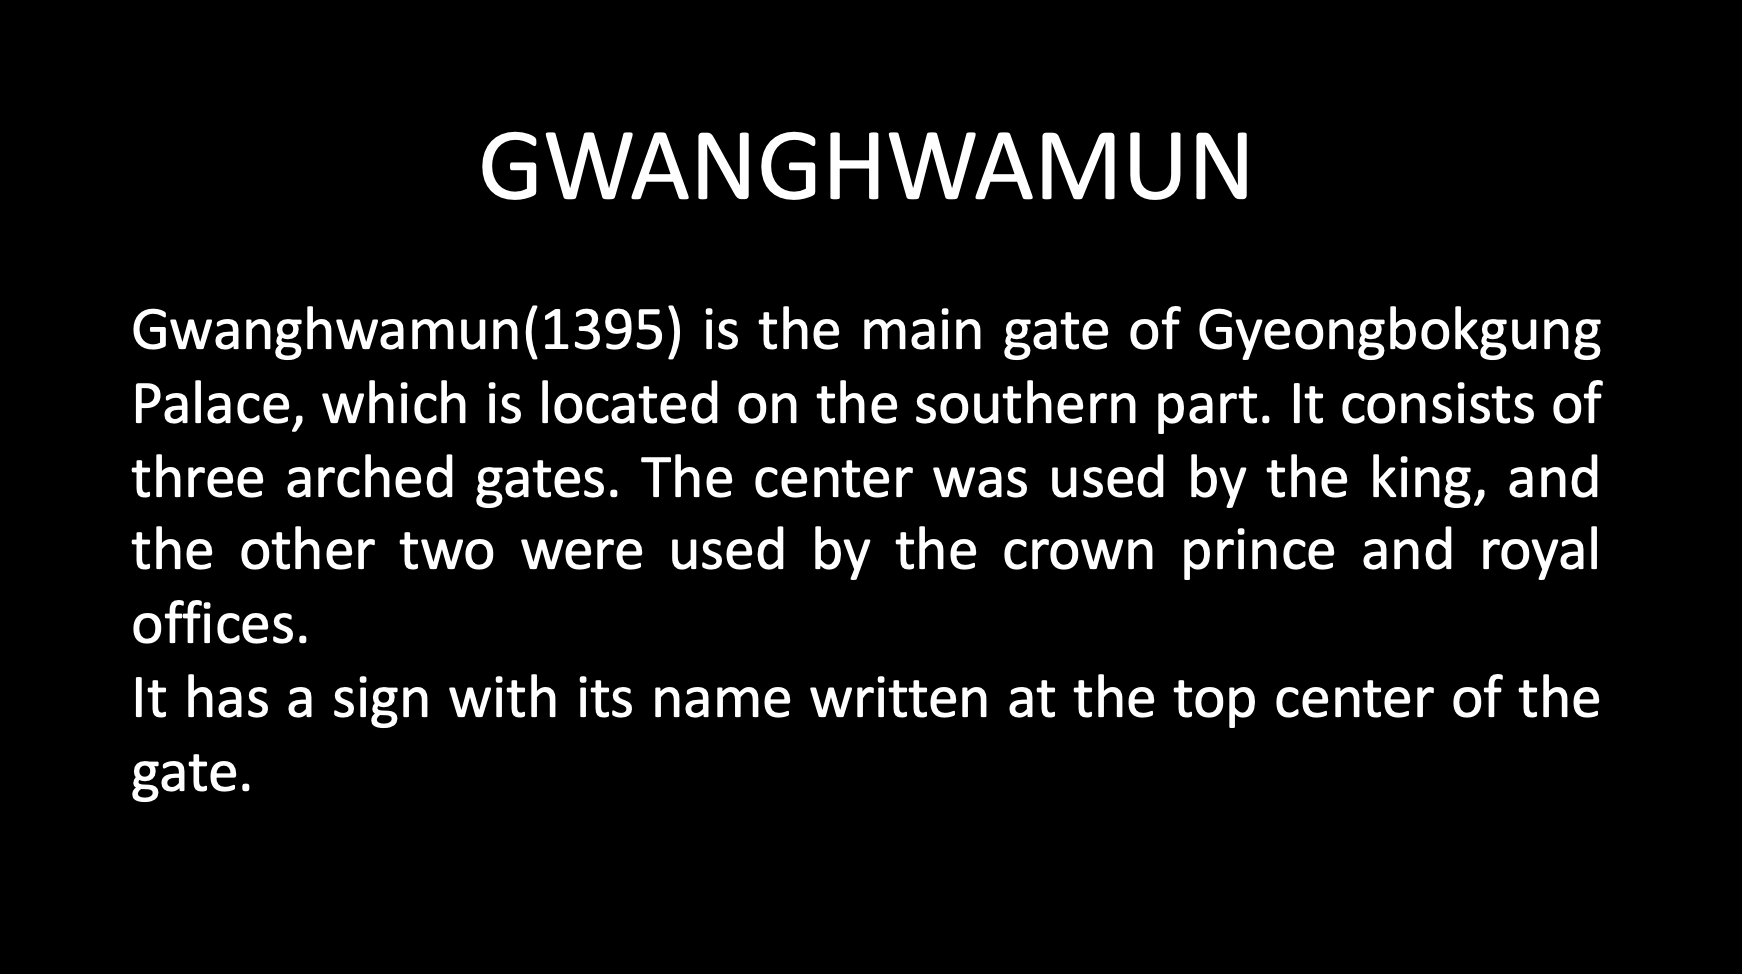 GWANGHWAMUN
Gwanghwamun(1395) is the main gate of Gyeongbokgung
Palace, which is located on the southern part. It consists of
three arched gates. The center was used by the king, and
the other two were used by the crown prince and royal
offices.
It has a sign with its name written at the top center of the
gate.